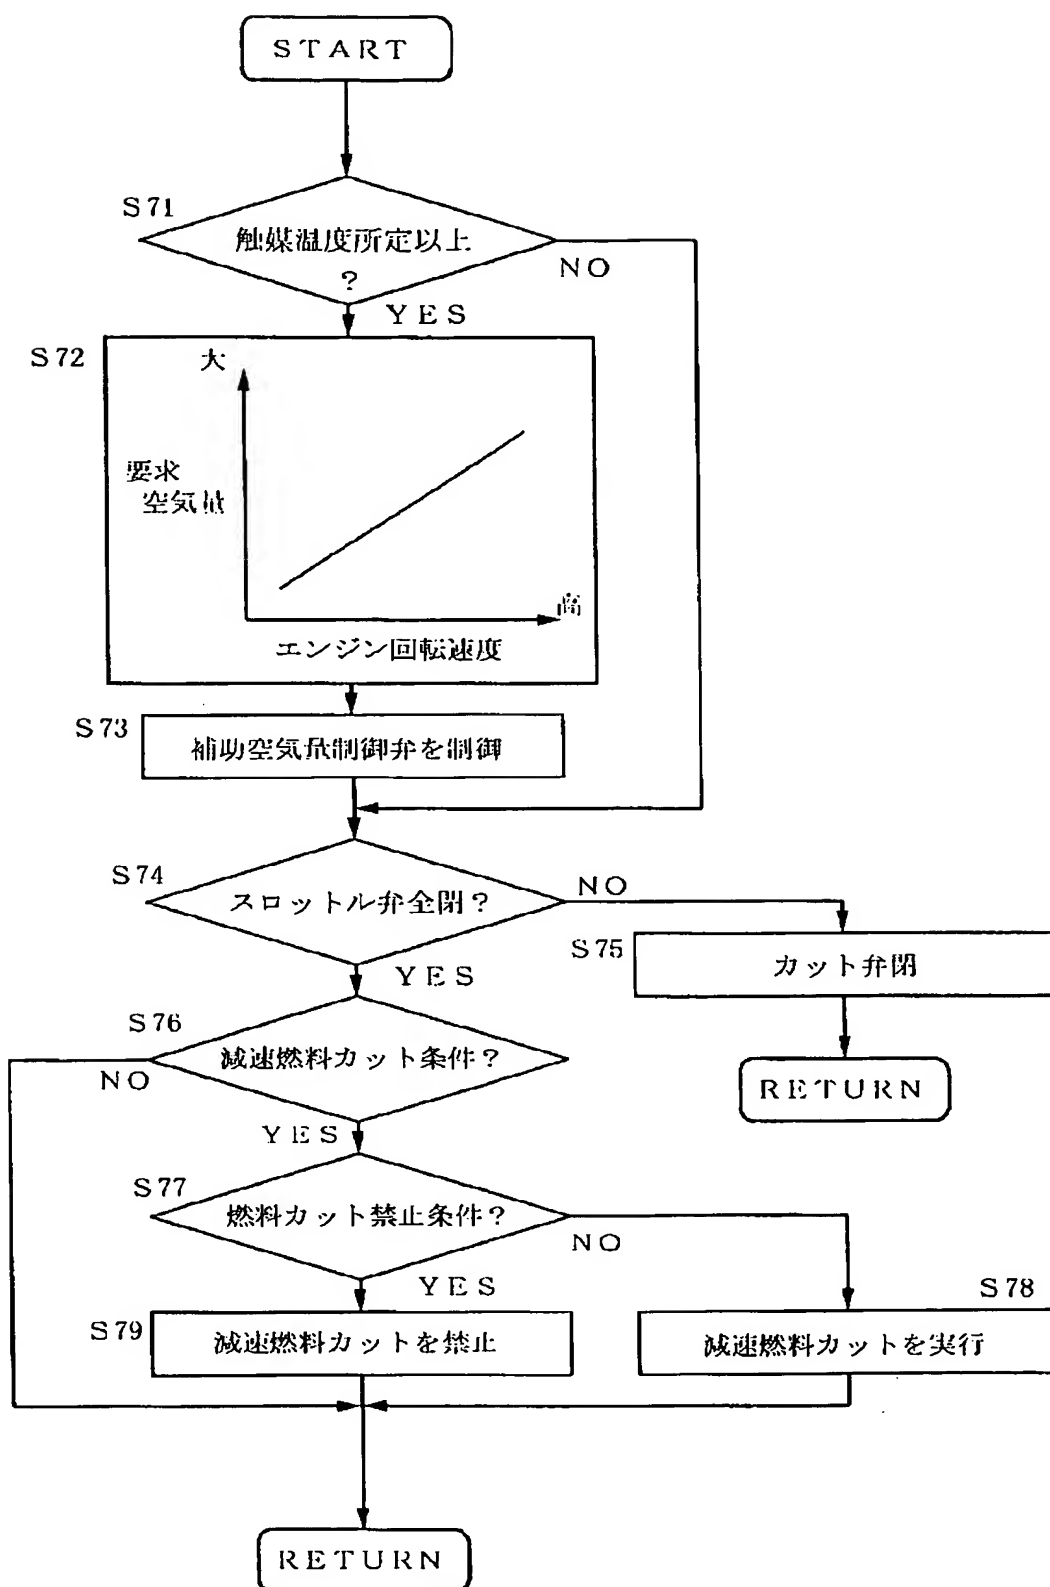 START
S71
触媒温度所定以上
?
NO
YES
S72
大
要求
空気量
高
エンジン回転速度
S73
補助空気量制御弁を制御
S74
スロットル弁全閉?
NO
YES
S75
カット弁閉
RETURN
S76
減速燃料カット条件?
NO
YES
S77
燃料カット禁止条件?
NO
YES
S78
減速燃料カットを実行
S79
減速燃料カットを禁止
RETURN